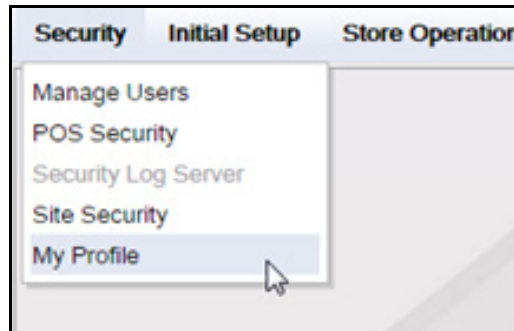 Security Initial Setup Store Operation
Manage Users
POS Security
Security Log Server
Site Security
My Profile